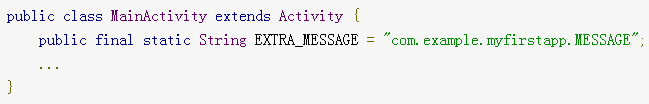 public class MainActivity extends Activity {
    public final static String EXTRA_MESSAGE = "com.example.myfirstapp.MESSAGE";
    ...
}